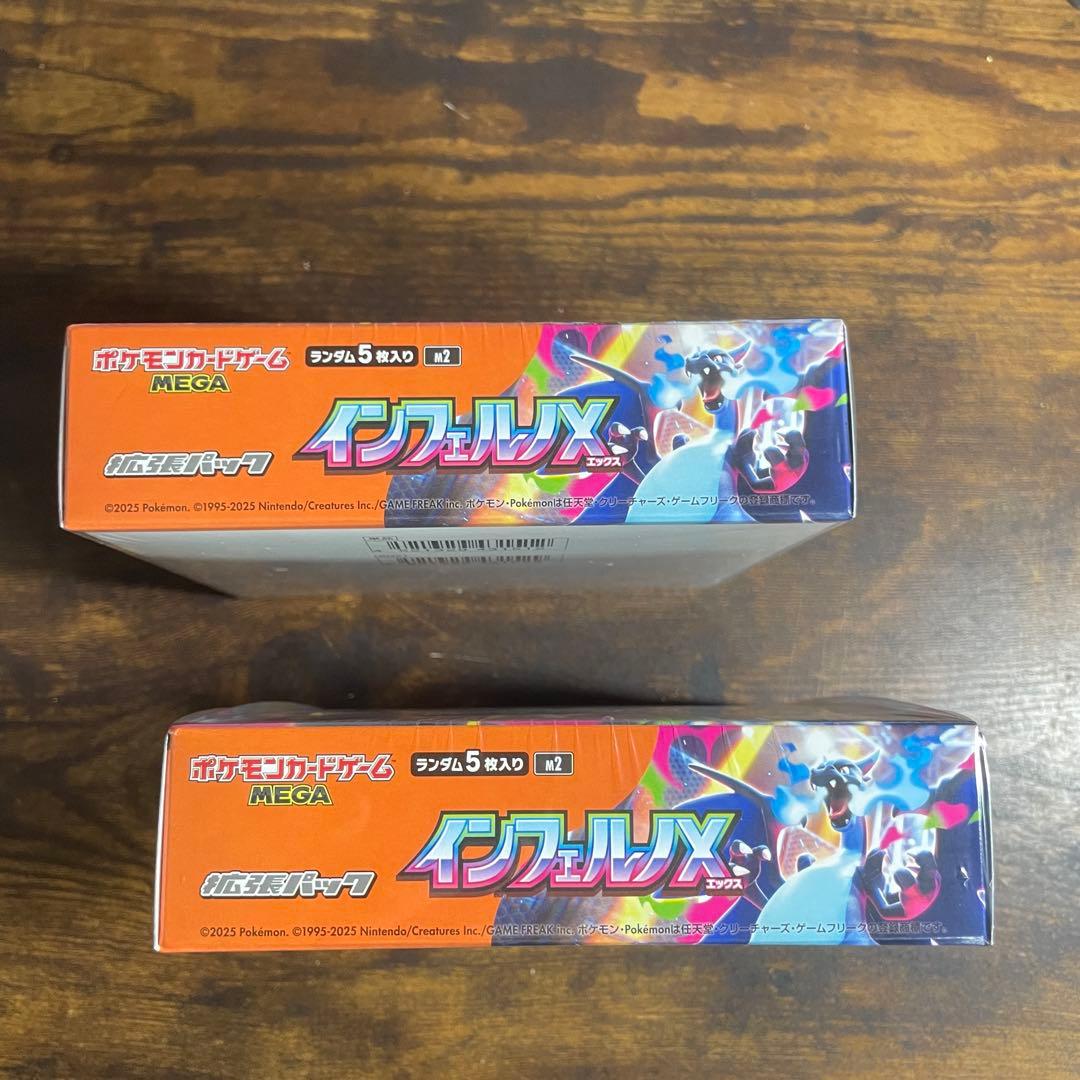 ポケモンカードゲーム
MEGA
ランダム5枚入り M2
インフェルノX
エックス
拡張パック
©2025 Pokémon. ©1995-2025 Nintendo/Creatures Inc./GAME FREAK inc. ポケモン・Pokémonは任天堂・クリーチャーズ・ゲームフリークの登録商標です。
ポケモンカードゲーム™
MEGA
ランダム5枚入り M2
インフェルノX
エックス
拡張パック
©2025 Pokémon. ©1995-2025 Nintendo/Creatures Inc./GAME FREAK inc. ポケモン・Pokémonは任天堂・クリーチャーズ・ゲームフリークの登録商標です。